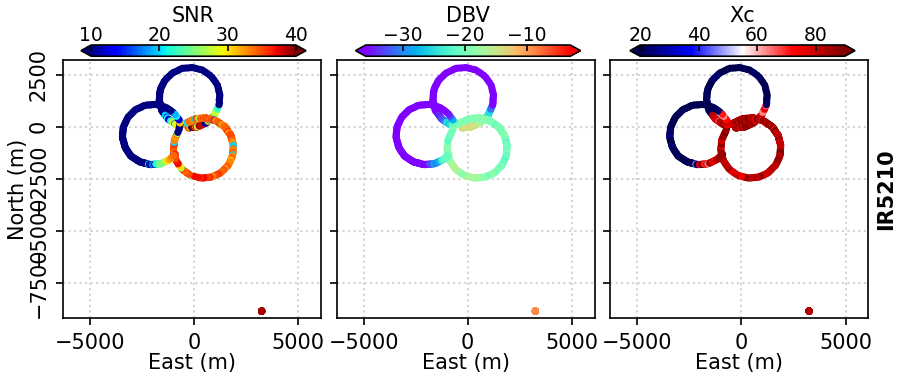 SNR DBV Xc
10 20 30 40 −30 −20 −10 20 40 60 80
North (m)
2500
0
−2500
−5000
−7500
IR5210
−5000 0 5000 −5000 0 5000 −5000 0 5000
East (m) East (m) East (m)